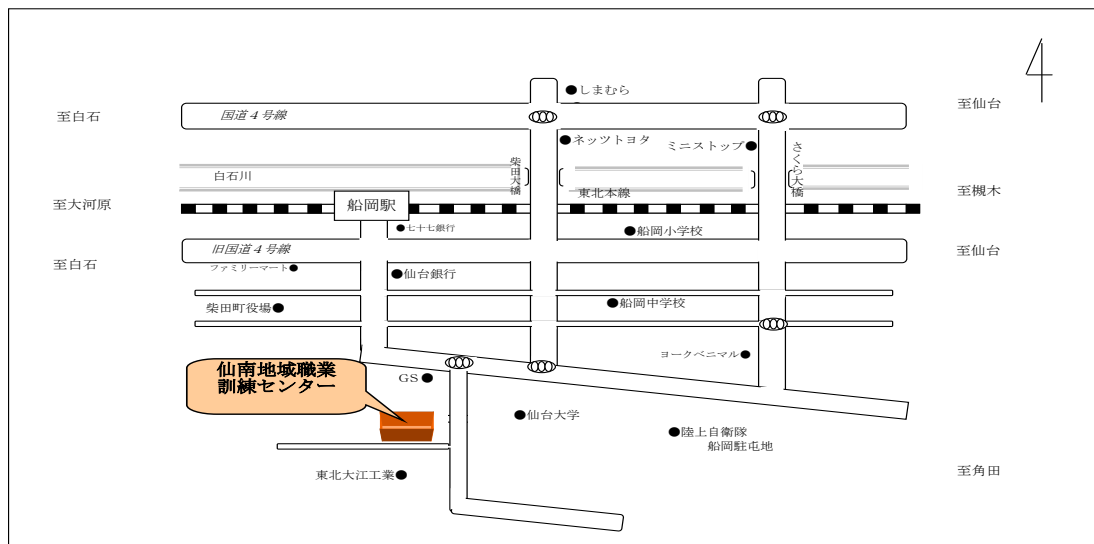 しまむら
至仙台
至白石
国道４号線
ネッツトヨタ
ミニストップ
柴田大橋
さくら大橋
白石川
東北本線
至槻木
至大河原
船岡駅
七十七銀行
船岡小学校
旧国道４号線
至仙台
至白石
ファミリーマート
仙台銀行
柴田町役場
船岡中学校
ヨークベニマル
仙南地域職業
訓練センター
GS
仙台大学
陸上自衛隊
船岡駐屯地
東北大江工業
至角田